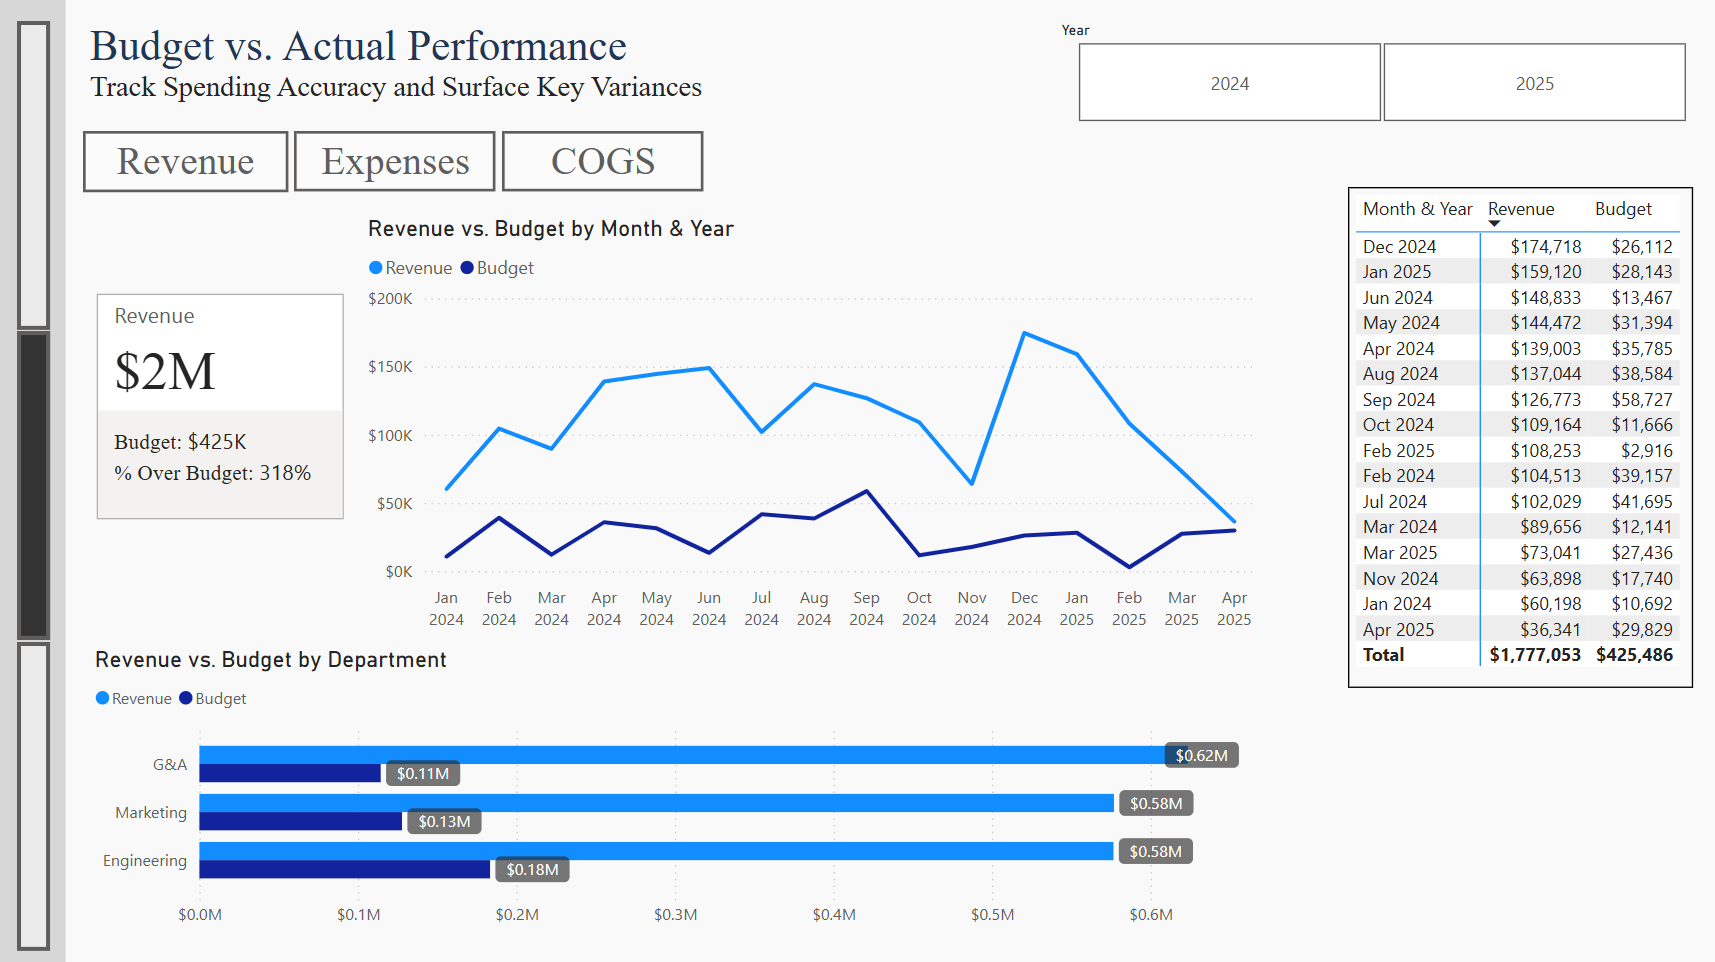 Budget vs. Actual Performance
Track Spending Accuracy and Surface Key Variances
Year
2024 2025
Revenue Expenses COGS
Revenue vs. Budget by Month & Year
Revenue Budget
$200K
$150K
$100K
$50K
$0K
Jan Feb Mar Apr May Jun Jul Aug Sep Oct Nov Dec Jan Feb Mar Apr
2024 2024 2024 2024 2024 2024 2024 2024 2024 2024 2024 2024 2025 2025 2025 2025
Revenue
$2M
Budget: $425K
% Over Budget: 318%
Month & Year Revenue Budget
Dec 2024 $174,718 $26,112
Jan 2025 $159,120 $28,143
Jun 2024 $148,833 $13,467
May 2024 $144,472 $31,394
Apr 2024 $139,003 $35,785
Aug 2024 $137,044 $38,584
Sep 2024 $126,773 $58,727
Oct 2024 $109,164 $11,666
Feb 2025 $108,253 $2,916
Feb 2024 $104,513 $39,157
Jul 2024 $102,029 $41,695
Mar 2024 $89,656 $12,141
Mar 2025 $73,041 $27,436
Nov 2024 $63,898 $17,740
Jan 2024 $60,198 $10,692
Apr 2025 $36,341 $29,829
Total $1,777,053 $425,486
Revenue vs. Budget by Department
Revenue Budget
G&A $0.62M
$0.11M
Marketing $0.58M
$0.13M
Engineering $0.58M
$0.18M
$0.0M $0.1M $0.2M $0.3M $0.4M $0.5M $0.6M